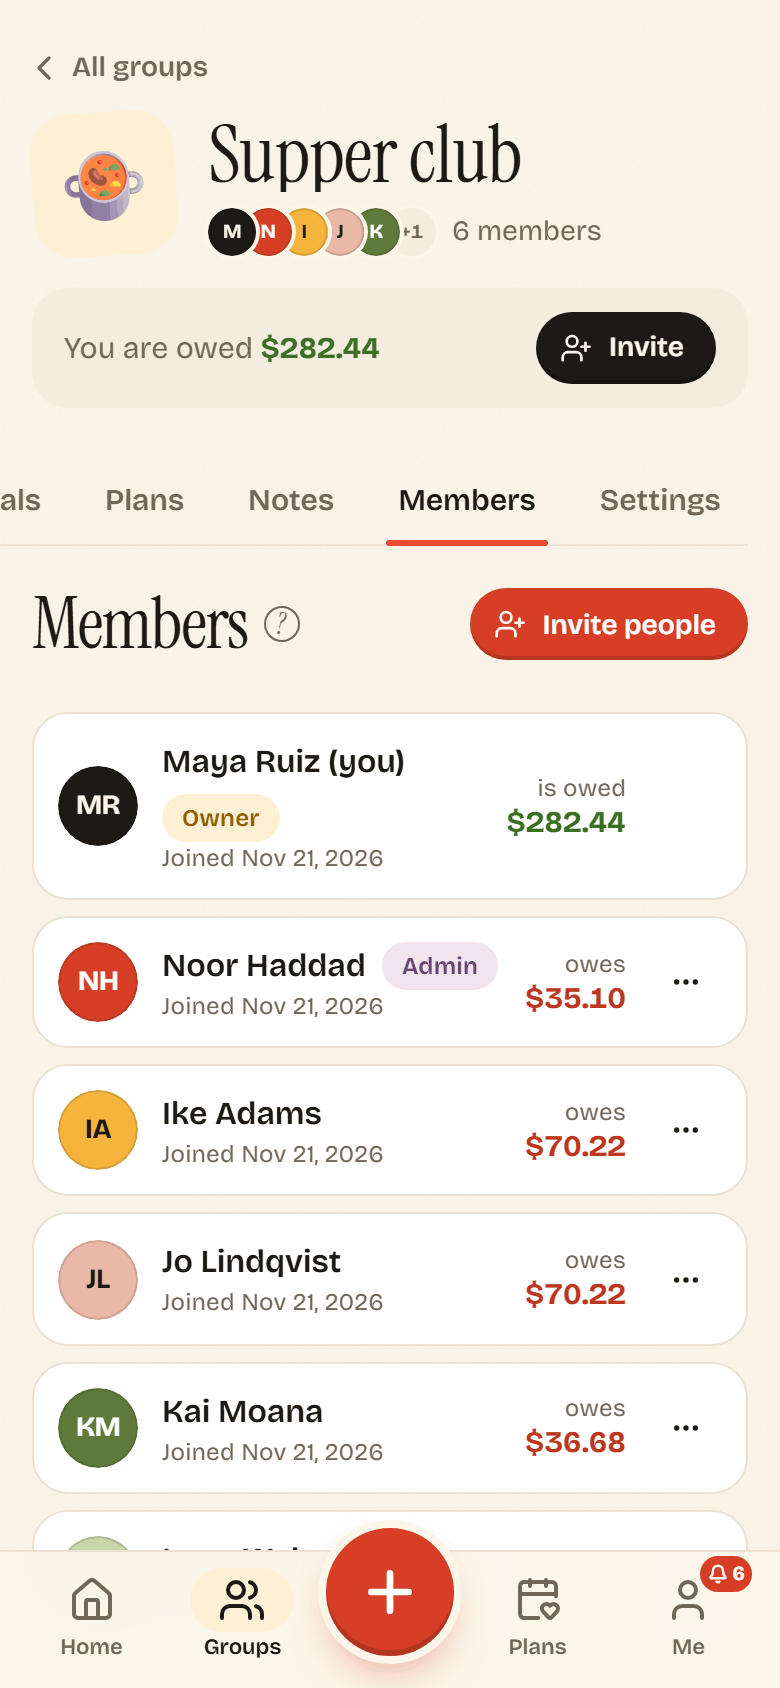 All groups
Supper club
M N I J K +1 6 members
You are owed $282.44
Invite
als Plans Notes Members Settings
Members ?
Invite people
MR
Maya Ruiz (you)
Owner
Joined Nov 21, 2026
is owed
$282.44
NH
Noor Haddad Admin
Joined Nov 21, 2026
owes
$35.10
IA
Ike Adams
Joined Nov 21, 2026
owes
$70.22
JL
Jo Lindqvist
Joined Nov 21, 2026
owes
$70.22
KM
Kai Moana
Joined Nov 21, 2026
owes
$36.68
6
Home Groups Plans Me